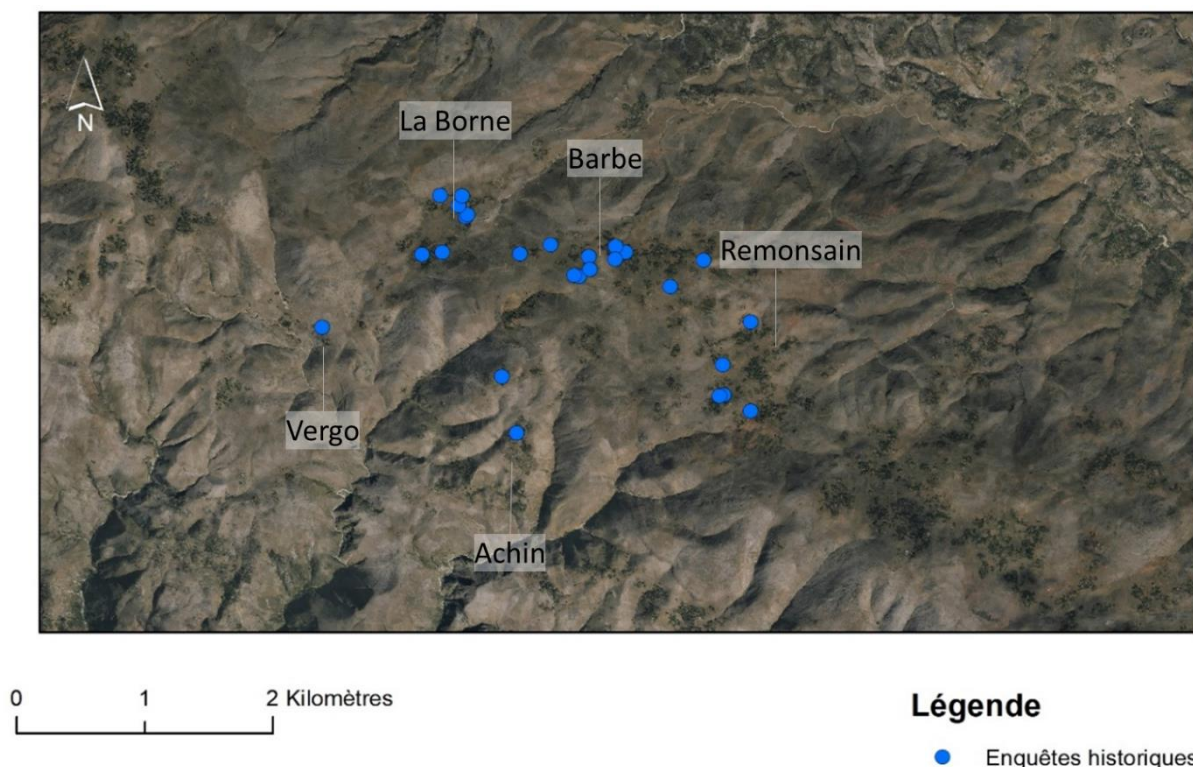 La Borne
Barbe
N
Remonsain
Vergo
Achin
0 1 2 Kilomètres
Légende
Enquêtes historiques